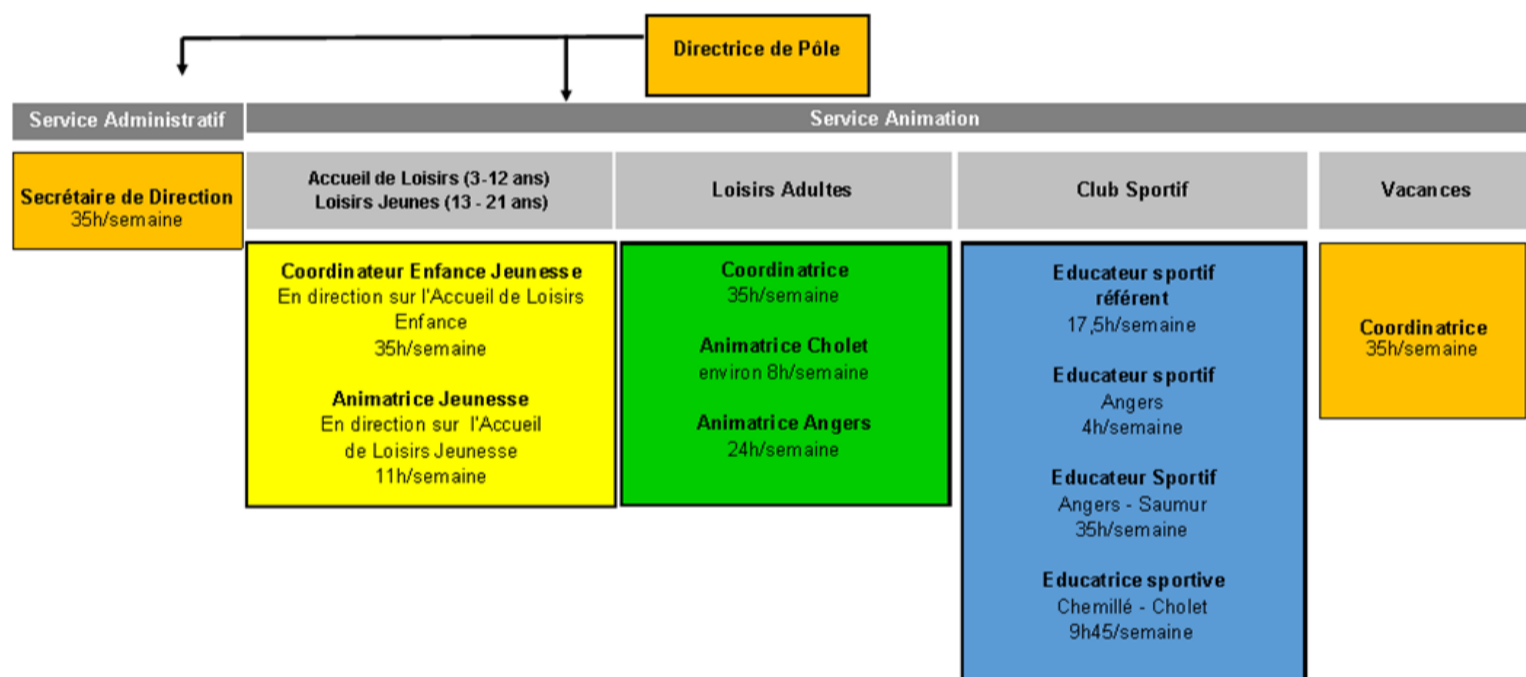 Directrice de Pôle
Service Administratif
Service Animation
Secrétaire de Direction
35h/semaine
Accueil de Loisirs (3-12 ans)
Loisirs Jeunes (13 - 21 ans)
Loisirs Adultes
Club Sportif
Vacances
Coordinateur Enfance Jeunesse
En direction sur l'Accueil de Loisirs
Enfance
35h/semaine
Animatrice Jeunesse
En direction sur l'Accueil
de Loisirs Jeunesse
11h/semaine
Coordinatrice
35h/semaine
Animatrice Cholet
environ 8h/semaine
Animatrice Angers
24h/semaine
Educateur sportif
référent
17,5h/semaine
Educateur sportif
Angers
4h/semaine
Educateur Sportif
Angers - Saumur
35h/semaine
Educatrice sportive
Chemillé - Cholet
9h45/semaine
Coordinatrice
35h/semaine